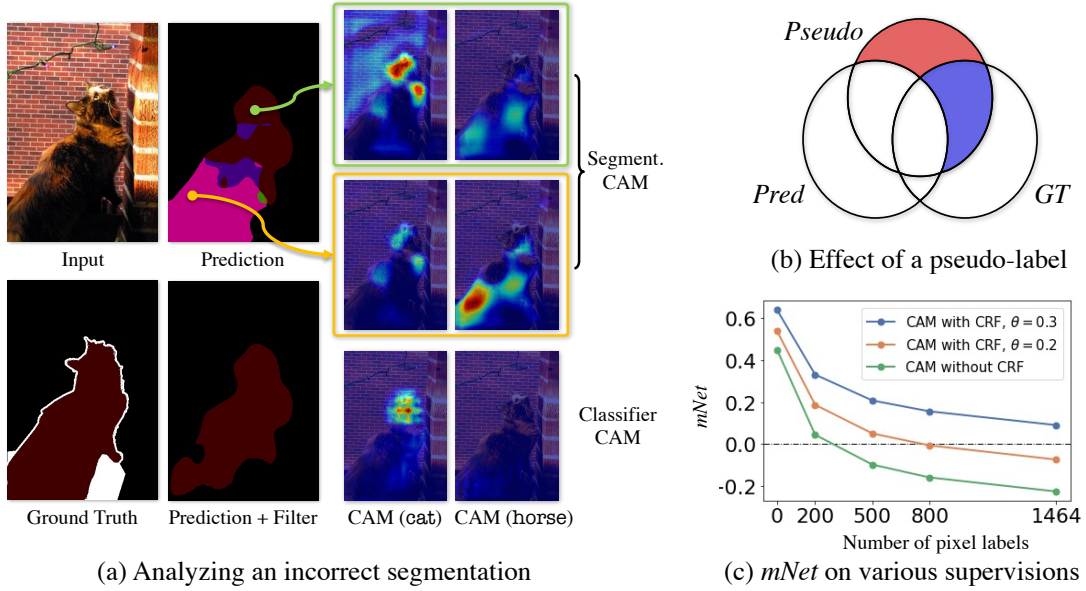 Input
Prediction
Segment.
CAM
Ground Truth
Prediction + Filter
CAM (cat)
CAM (horse)
Classifier
CAM
(a) Analyzing an incorrect segmentation
Pseudo
Pred
GT
(b) Effect of a pseudo-label
mNet
0.6
0.4
0.2
0.0
-0.2
CAM with CRF, θ = 0.3
CAM with CRF, θ = 0.2
CAM without CRF
0 200 500 800 1464
Number of pixel labels
(c) mNet on various supervisions